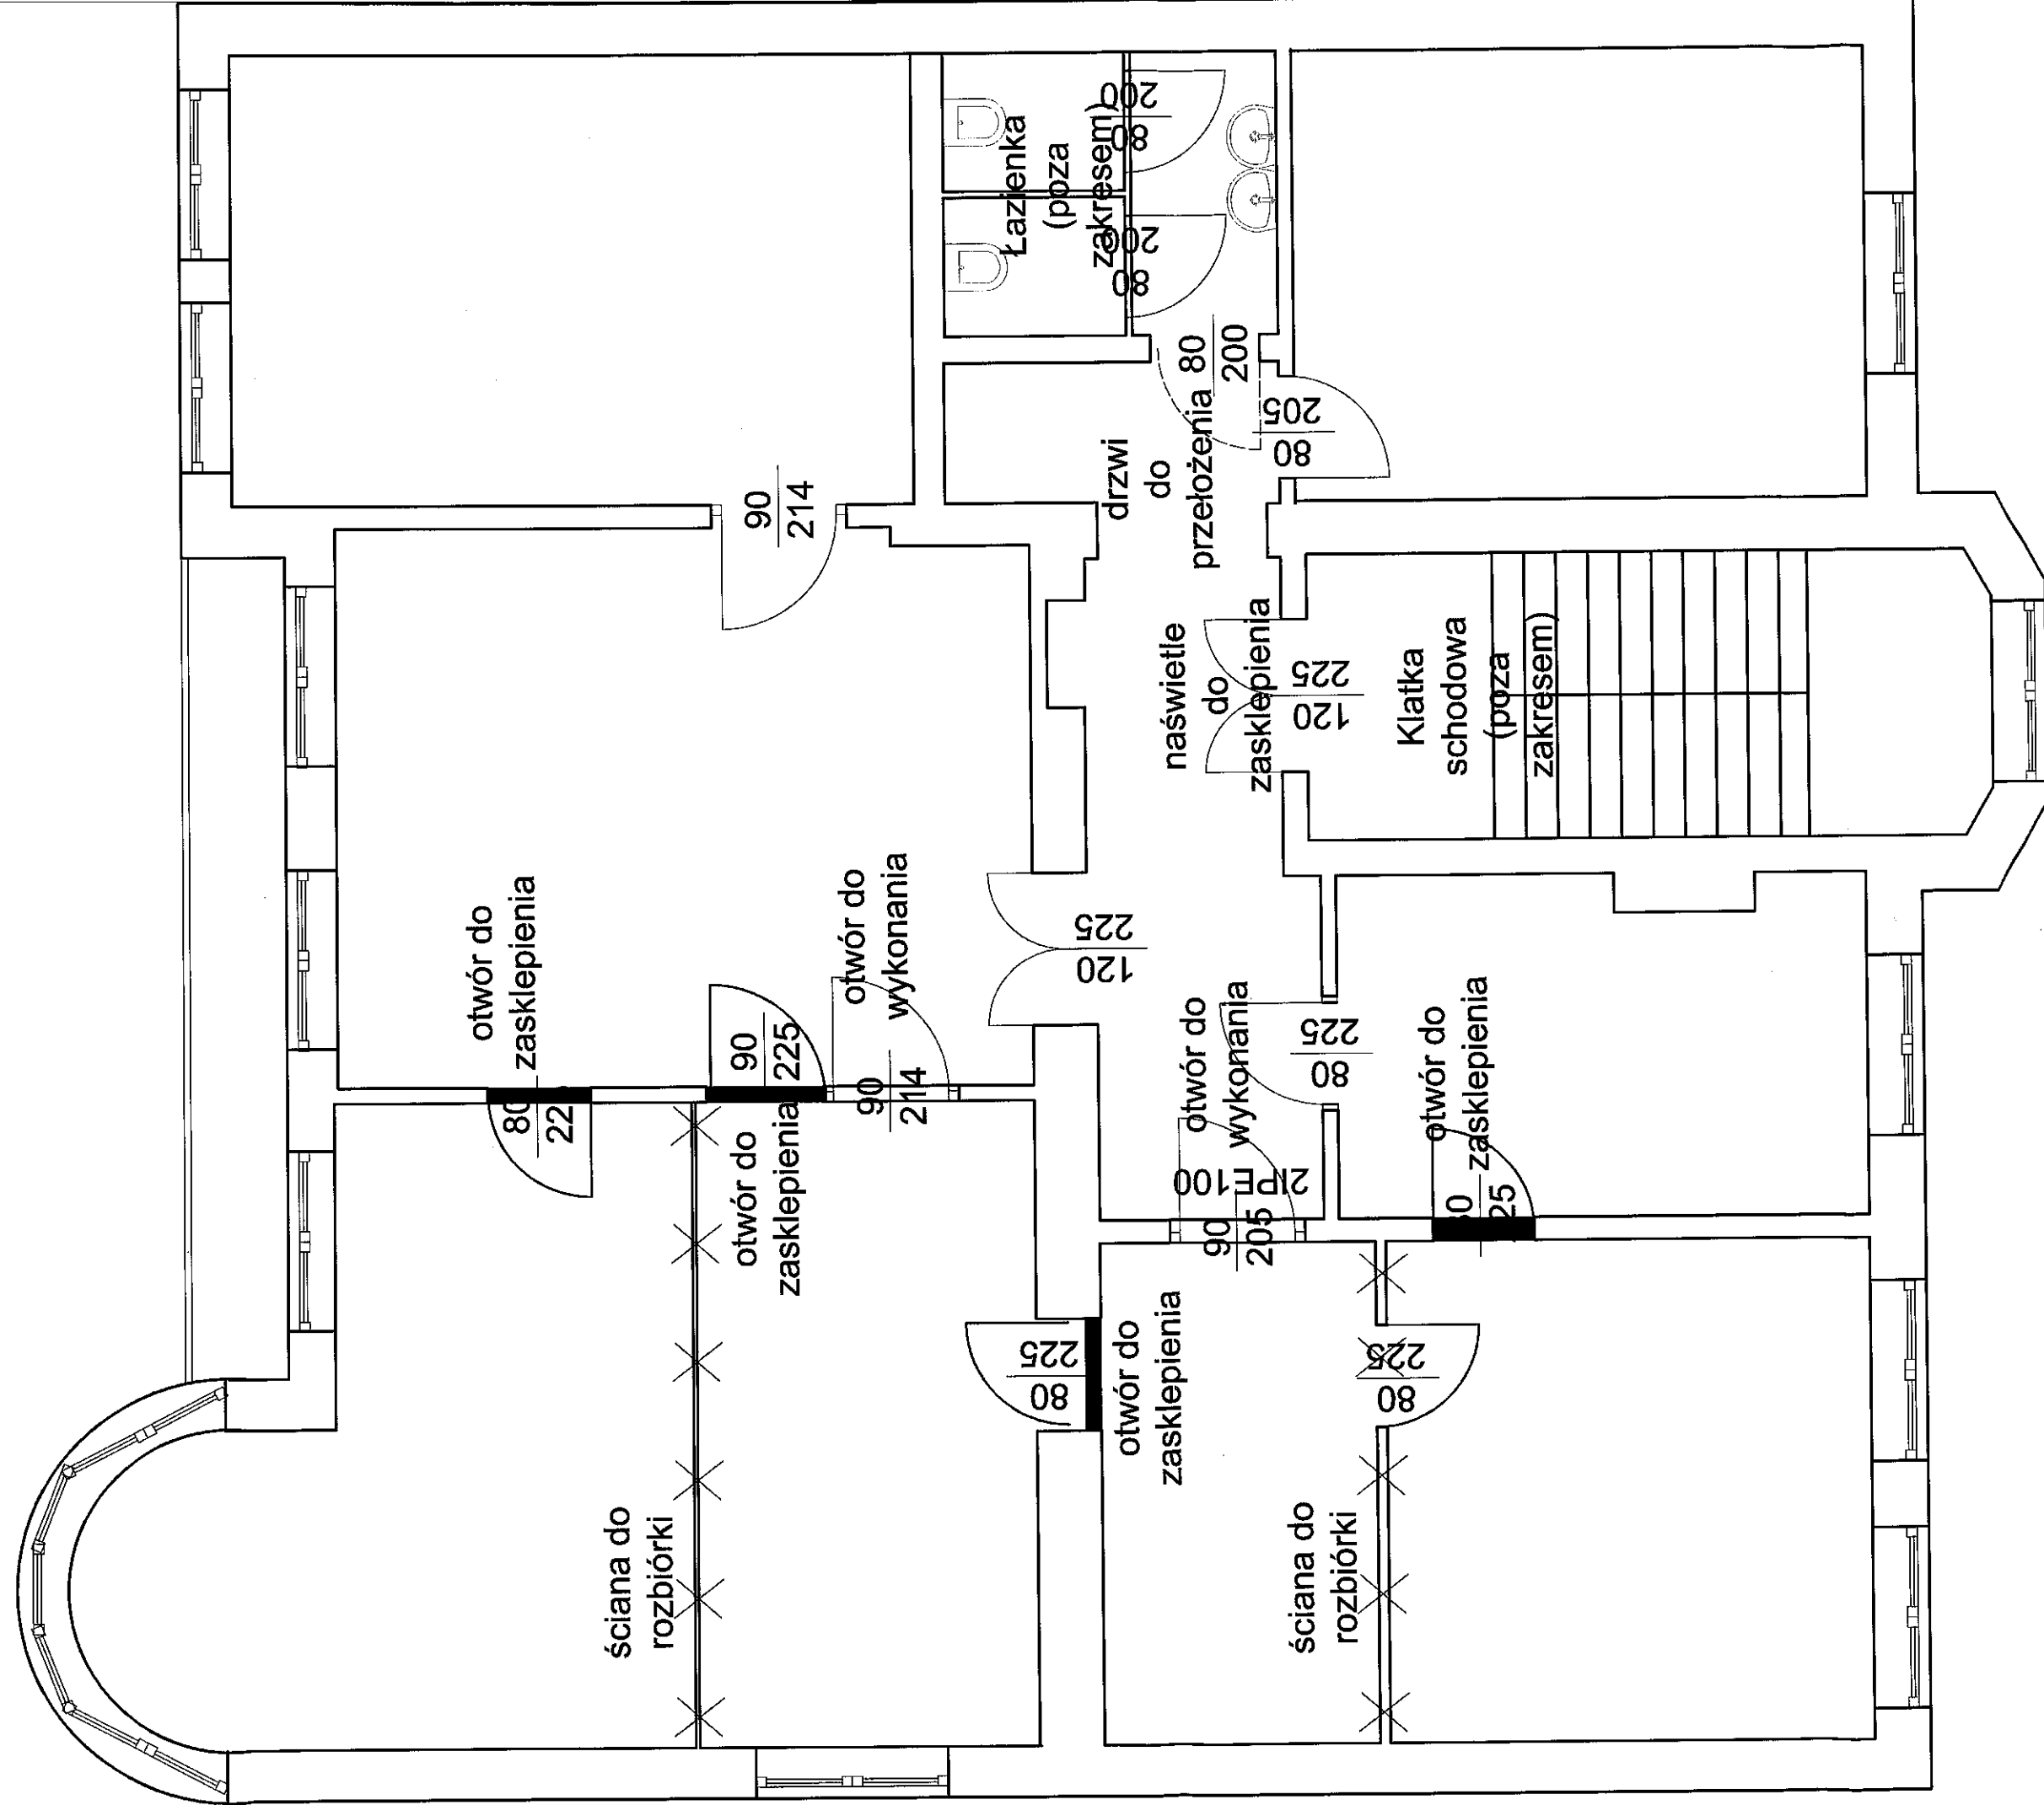 Łazienka
(poza
zakresem)
80
200
80
200
80
200
drzwi
do
przełożenia
80
205
90
214
naświetle
do
zasklepienia
120
225
Klatka
schodowa
(poza
zakresem)
otwór do
zasklepienia
80
22
90
225
otwór do
wykonania
90
214
otwór do
zasklepienia
120
225
otwór do
wykonania
2IPE100
90
205
80
225
otwór do
zasklepienia
25
80
225
otwór do
zasklepienia
80
225
ściana do
rozbiórki
ściana do
rozbiórki